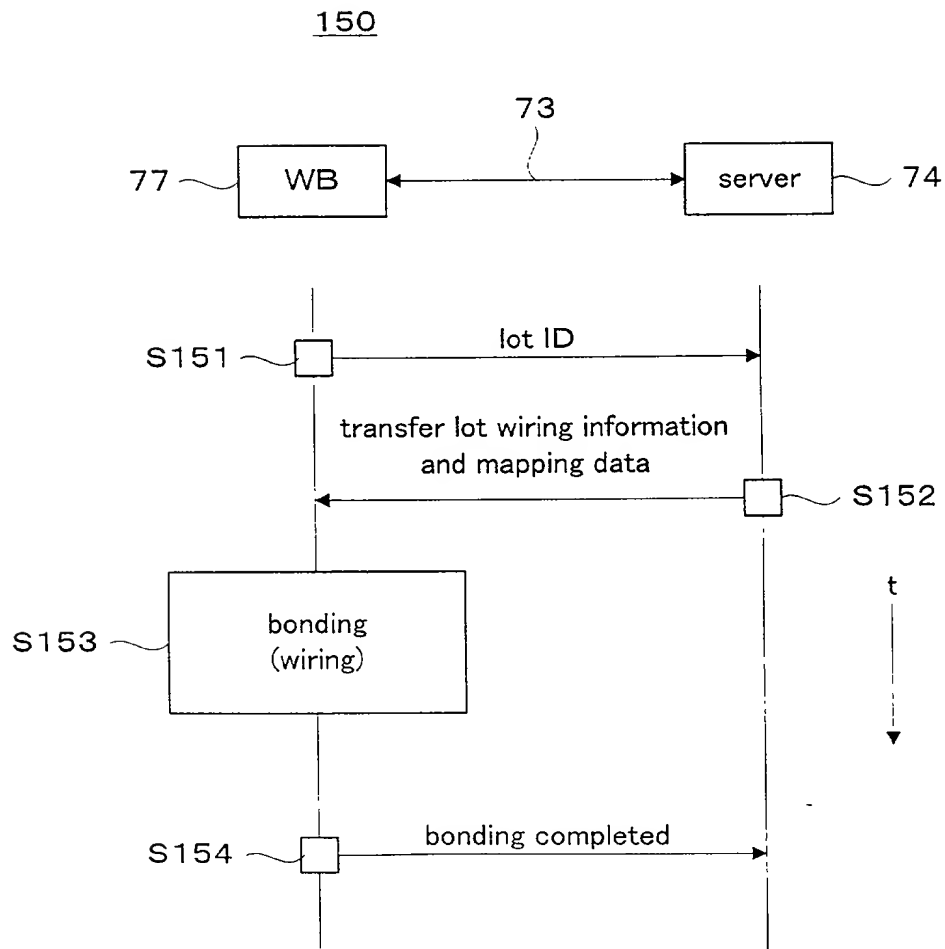 150
73
77
WB
server
74
S151
lot ID
transfer lot wiring information
and mapping data
S152
t
S153
bonding
(wiring)
S154
bonding completed